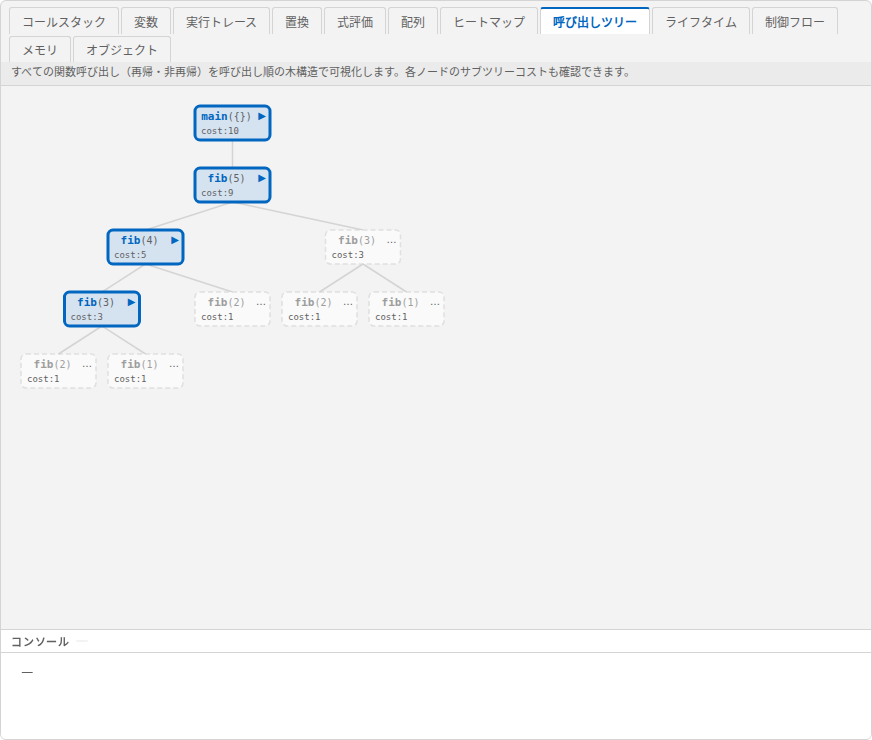 コールスタック 変数 実行トレース 置換 式評価 配列 ヒートマップ 呼び出しツリー ライフタイム 制御フロー
メモリ オブジェクト
すべての関数呼び出し（再帰・非再帰）を呼び出し順の木構造で可視化します。各ノードのサブツリーコストも確認できます。
main({}) ▶
cost:10
fib(5) ▶
cost:9
fib(4) ▶
cost:5
fib(3) …
cost:3
fib(3) ▶
cost:3
fib(2) …
cost:1
fib(2) …
cost:1
fib(1) …
cost:1
fib(2) …
cost:1
fib(1) …
cost:1
コンソール —
—